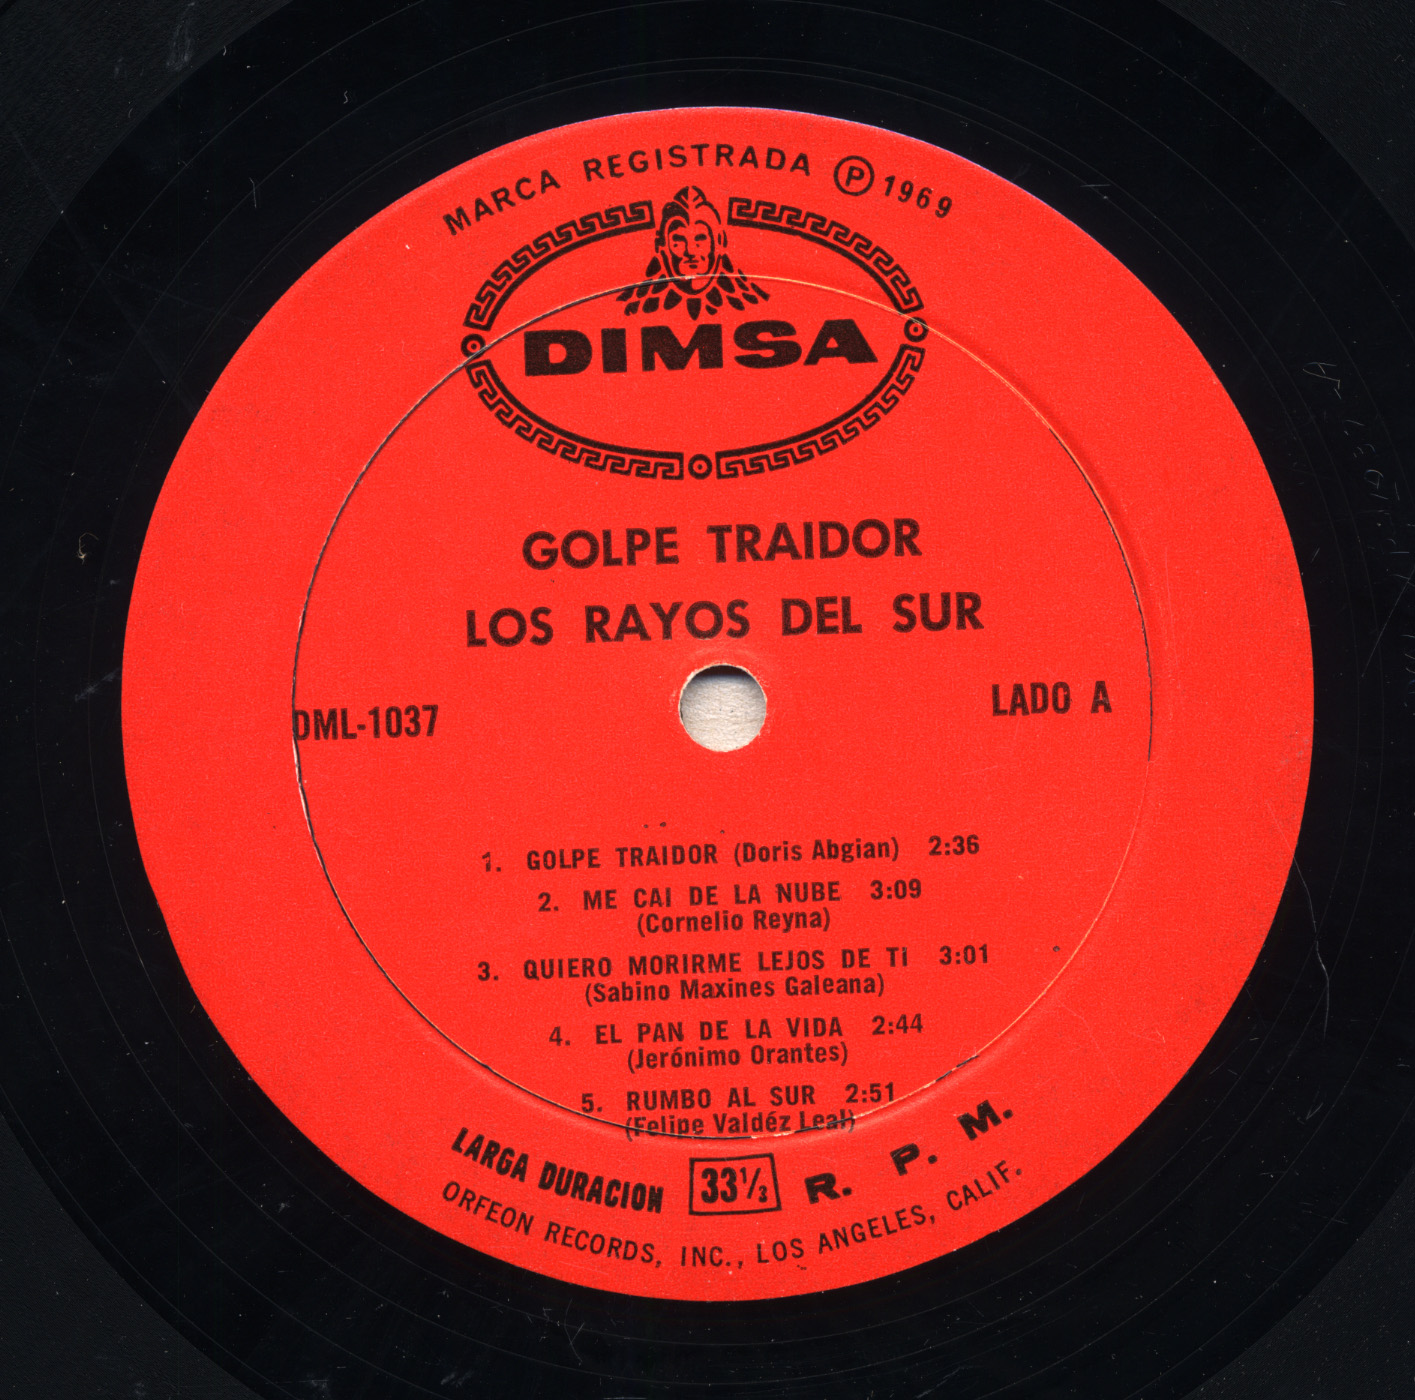 MARCA REGISTRADA Ⓟ 1969
DIMSA
GOLPE TRAIDOR
LOS RAYOS DEL SUR
DML-1037
LADO A
1. GOLPE TRAIDOR (Doris Abgian) 2:36
2. ME CAI DE LA NUBE 3:09
(Cornelio Reyna)
3. QUIERO MORIRME LEJOS DE TI 3:01
(Sabino Maxines Galeana)
4. EL PAN DE LA VIDA 2:44
(Jerónimo Orantes)
5. RUMBO AL SUR 2:51
(Felipe Valdéz Leal)
LARGA DURACION 33⅓ R. P. M.
ORFEON RECORDS, INC., LOS ANGELES, CALIF.